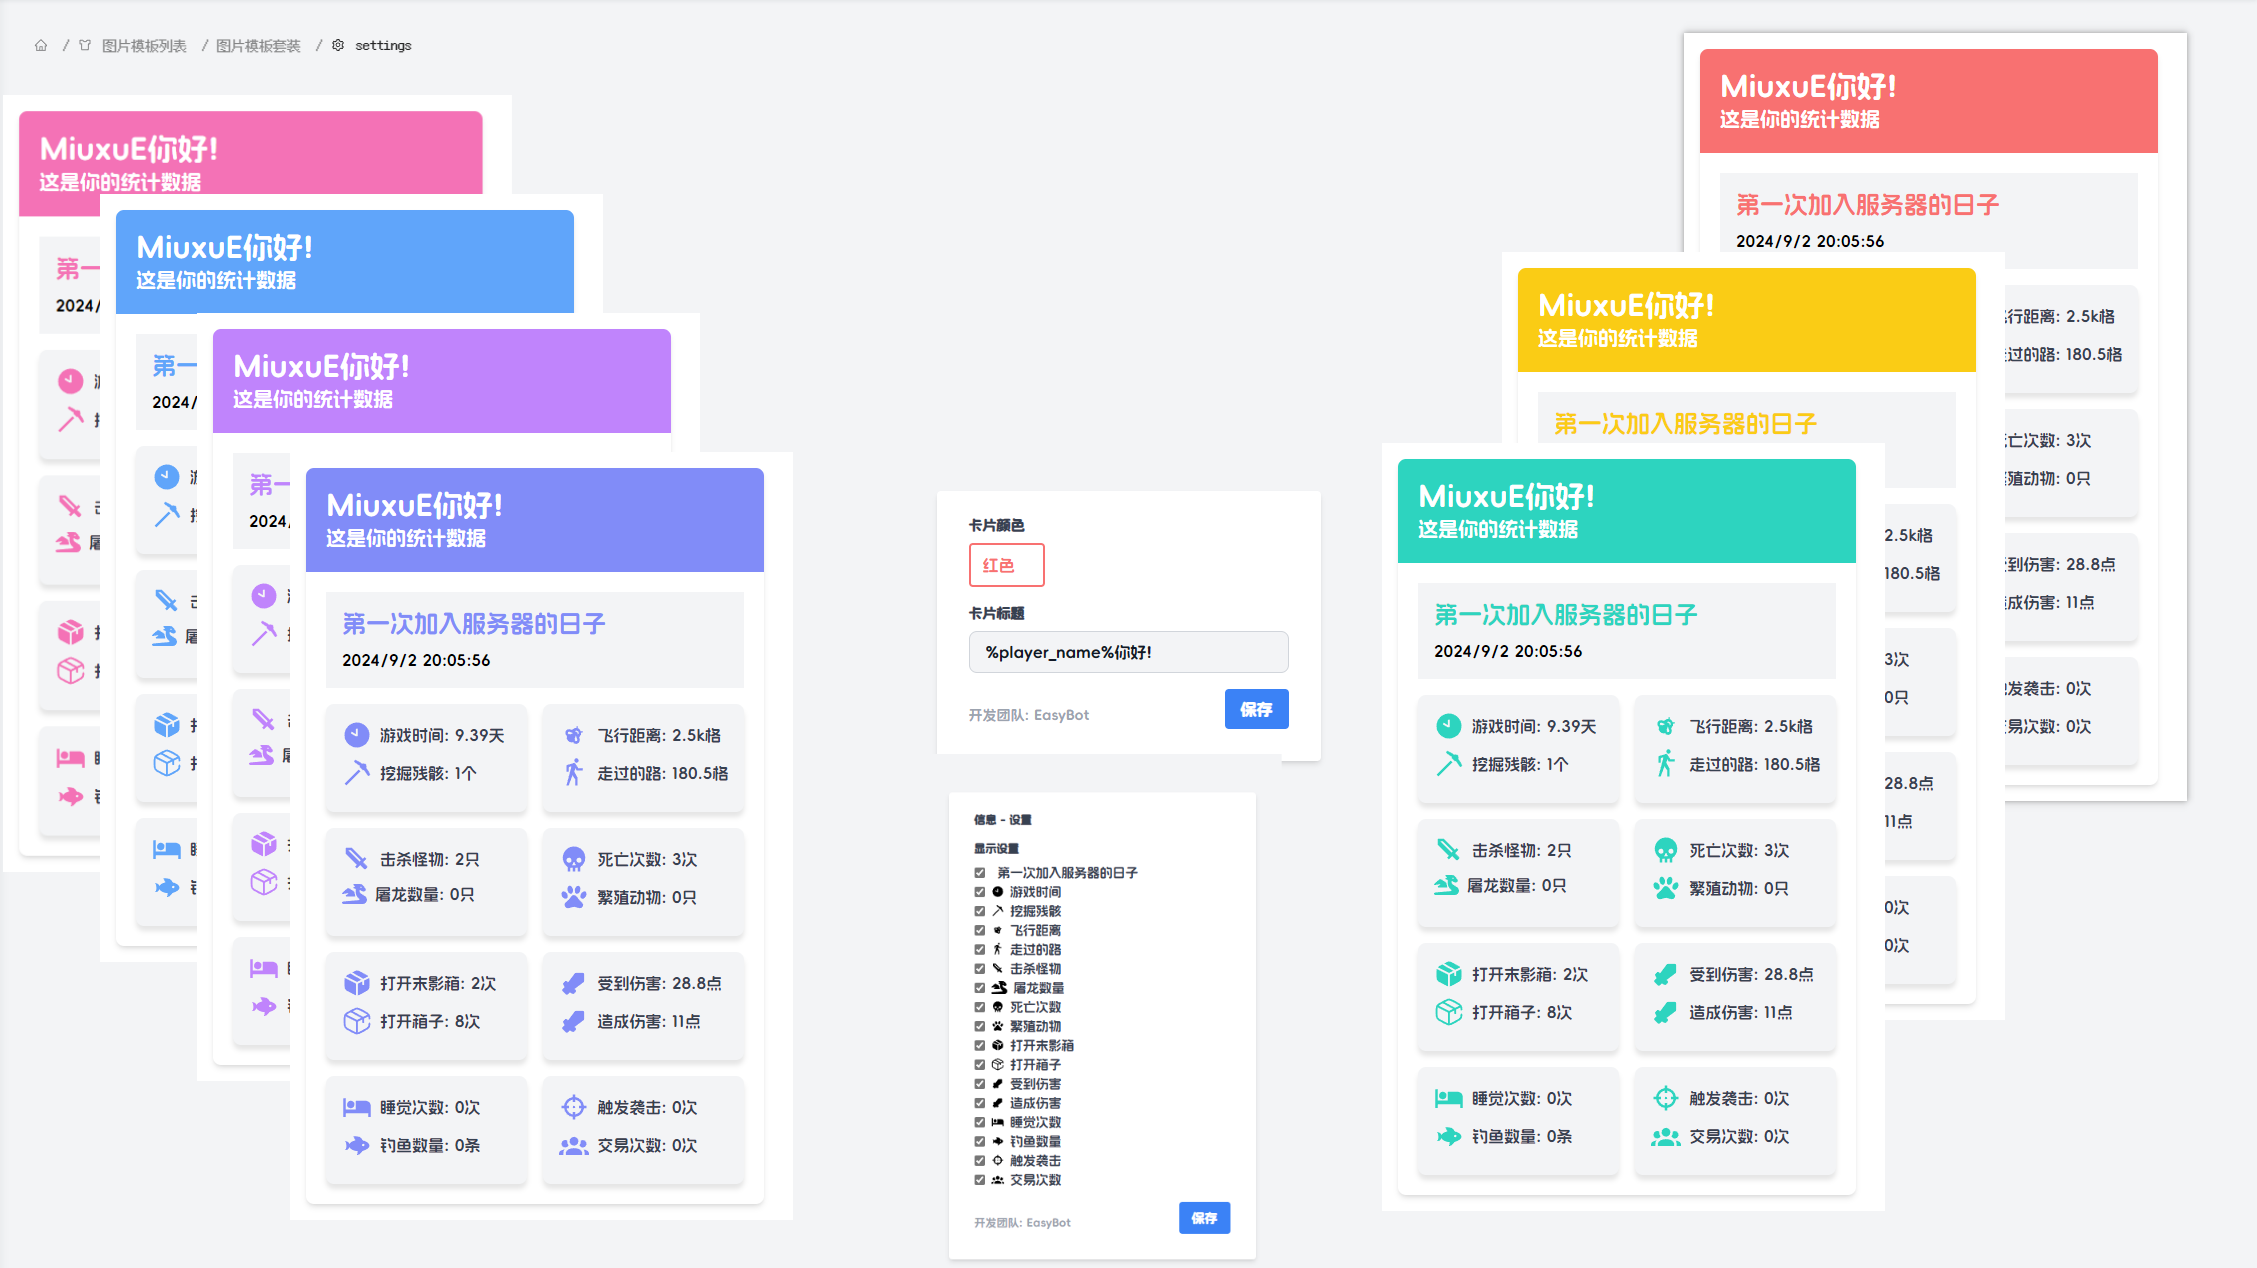 / 图片模板列表 / 图片模板套装 / settings
MiuxuE你好!
这是你的统计数据
第一
2024/
MiuxuE你好!
这是你的统计数据
第一
2024/
MiuxuE你好!
这是你的统计数据
第一
2024/
MiuxuE你好!
这是你的统计数据
第一次加入服务器的日子
2024/9/2 20:05:56
游戏时间: 9.39天
挖掘残骸: 1个
飞行距离: 2.5k格
走过的路: 180.5格
击杀怪物: 2只
屠龙数量: 0只
死亡次数: 3次
繁殖动物: 0只
打开末影箱: 2次
打开箱子: 8次
受到伤害: 28.8点
造成伤害: 11点
睡觉次数: 0次
钓鱼数量: 0条
触发袭击: 0次
交易次数: 0次
卡片颜色
红色
卡片标题
%player_name%你好!
开发团队: EasyBot
保存
信息 - 设置
显示设置
第一次加入服务器的日子
游戏时间
挖掘残骸
飞行距离
走过的路
击杀怪物
屠龙数量
死亡次数
繁殖动物
打开末影箱
打开箱子
受到伤害
造成伤害
睡觉次数
钓鱼数量
触发袭击
交易次数
开发团队: EasyBot
保存
MiuxuE你好!
这是你的统计数据
第一次加入服务器的日子
2024/9/2 20:05:56
游戏时间: 9.39天
挖掘残骸: 1个
飞行距离: 2.5k格
走过的路: 180.5格
击杀怪物: 2只
屠龙数量: 0只
死亡次数: 3次
繁殖动物: 0只
打开末影箱: 2次
打开箱子: 8次
受到伤害: 28.8点
造成伤害: 11点
睡觉次数: 0次
钓鱼数量: 0条
触发袭击: 0次
交易次数: 0次
MiuxuE你好!
这是你的统计数据
第一次加入服务器的日子
2.5k格
180.5格
3次
0只
28.8点
11点
0次
0次
MiuxuE你好!
这是你的统计数据
第一次加入服务器的日子
2024/9/2 20:05:56
行距离: 2.5k格
过的路: 180.5格
亡次数: 3次
殖动物: 0只
到伤害: 28.8点
成伤害: 11点
发袭击: 0次
易次数: 0次